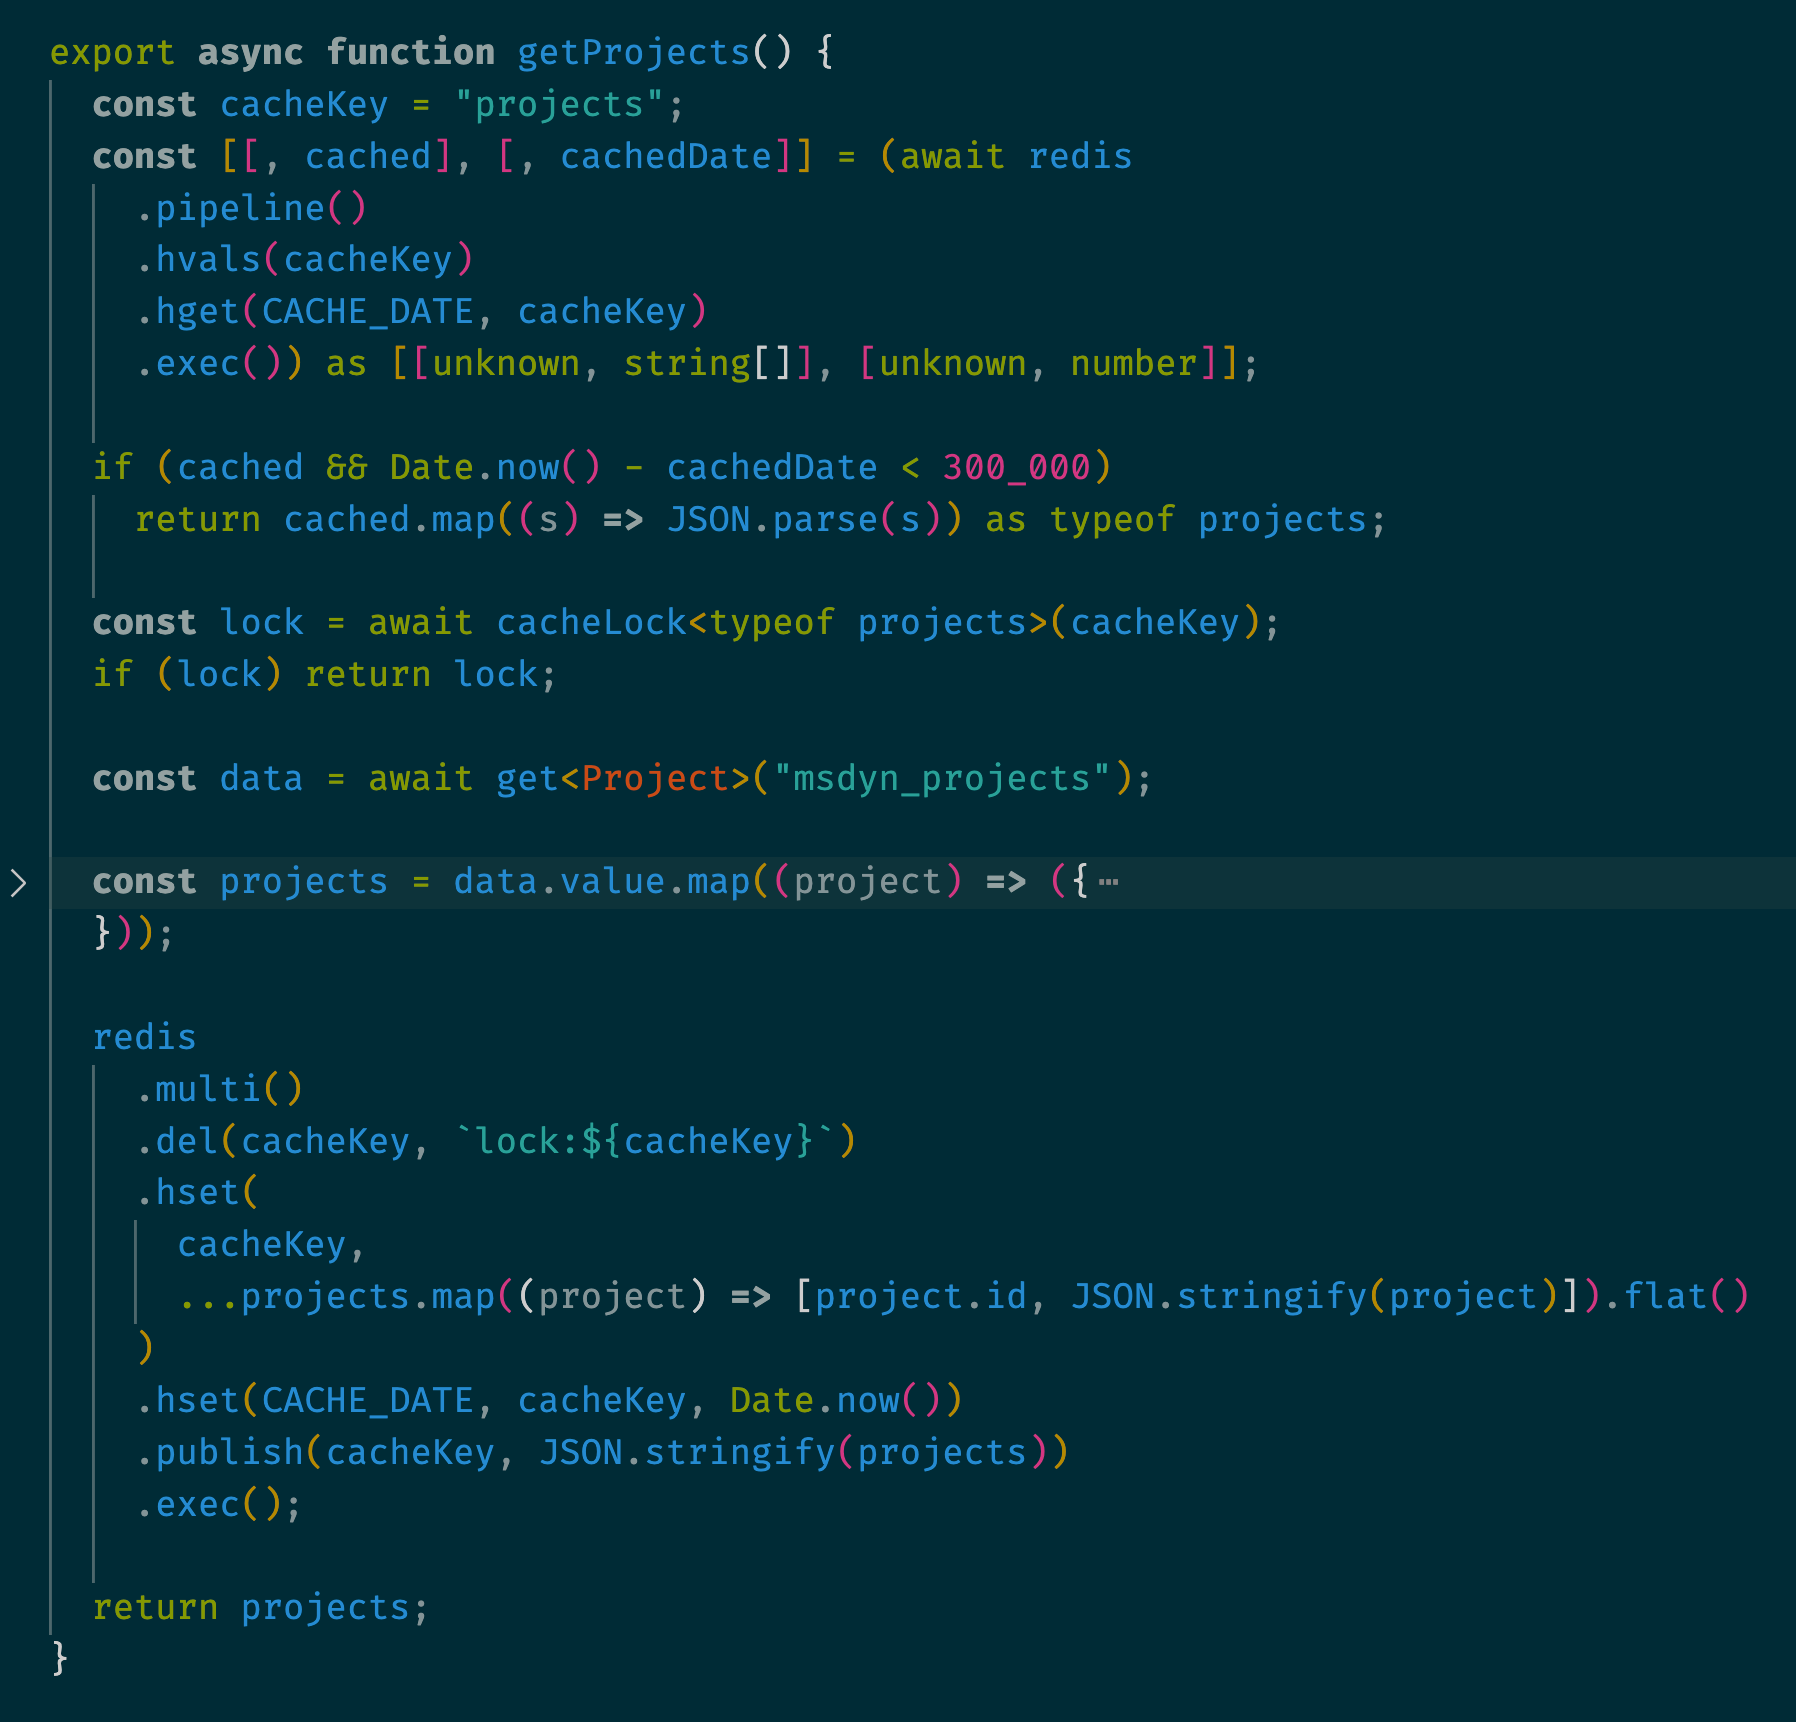 export async function getProjects() {
  const cacheKey = "projects";
  const [[, cached], [, cachedDate]] = (await redis
    .pipeline()
    .hvals(cacheKey)
    .hget(CACHE_DATE, cacheKey)
    .exec()) as [[unknown, string[]], [unknown, number]];

  if (cached && Date.now() - cachedDate < 300_000)
    return cached.map((s) => JSON.parse(s)) as typeof projects;

  const lock = await cacheLock<typeof projects>(cacheKey);
  if (lock) return lock;

  const data = await get<Project>("msdyn_projects");

  const projects = data.value.map((project) => ({…
  }));

  redis
    .multi()
    .del(cacheKey, `lock:${cacheKey}`)
    .hset(
      cacheKey,
      ...projects.map((project) => [project.id, JSON.stringify(project)]).flat()
    )
    .hset(CACHE_DATE, cacheKey, Date.now())
    .publish(cacheKey, JSON.stringify(projects))
    .exec();

  return projects;
}